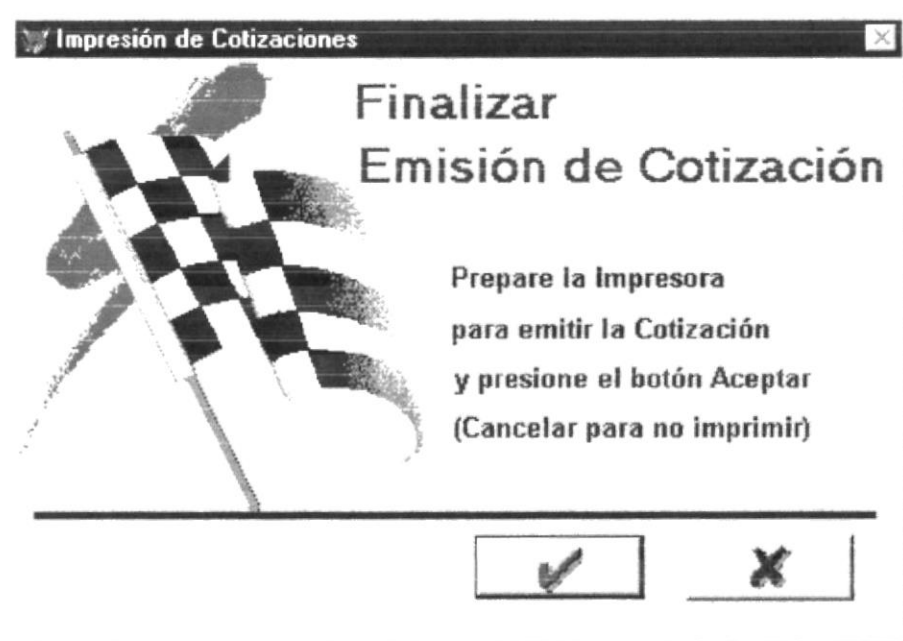 Impresión de Cotizaciones
Finalizar
Emisión de Cotización
Prepare la Impresora
para emitir la Cotización
y presione el botón Aceptar
(Cancelar para no imprimir)